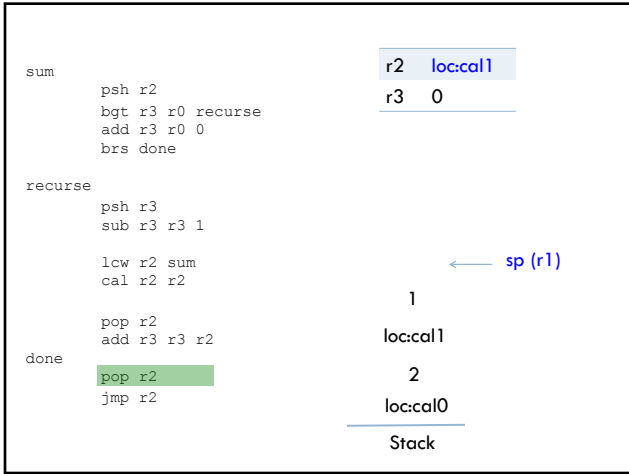 sum
psh r2
bgt r3 r0 recurse
add r3 r0 0
brs done
recurse
psh r3
sub r3 r3 1
lcw r2 sum
cal r2 r2
pop r2
add r3 r3 r2
done
pop r2
jmp r2
r2 loc:cal1
r3 0
sp (r1)
1
loc:cal1
2
loc:cal0
Stack